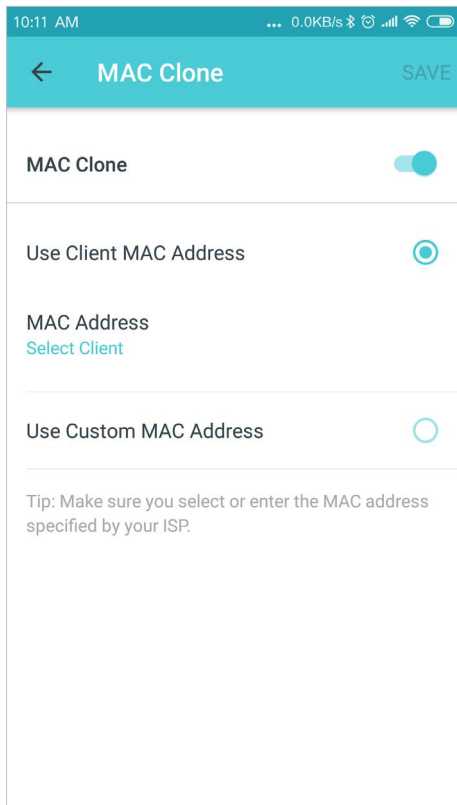 10:11 AM ... 0.0KB/s
MAC Clone SAVE
MAC Clone
Use Client MAC Address
MAC Address
Select Client
Use Custom MAC Address
Tip: Make sure you select or enter the MAC address
specified by your ISP.